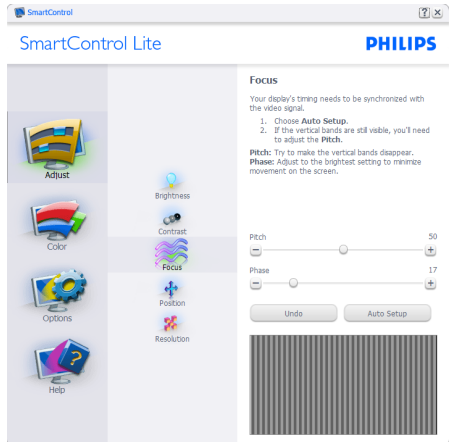 SmartControl
SmartControl Lite
PHILIPS
Adjust
Color
Options
Help
Brightness
Contrast
Focus
Position
Resolution
Focus
Your display's timing needs to be synchronized with
the video signal.
1. Choose Auto Setup.
2. If the vertical bands are still visible, you'll need
to adjust the Pitch.
Pitch: Try to make the vertical bands disappear.
Phase: Adjust to the brightest setting to minimize
movement on the screen.
Pitch 50
Phase 17
Undo Auto Setup